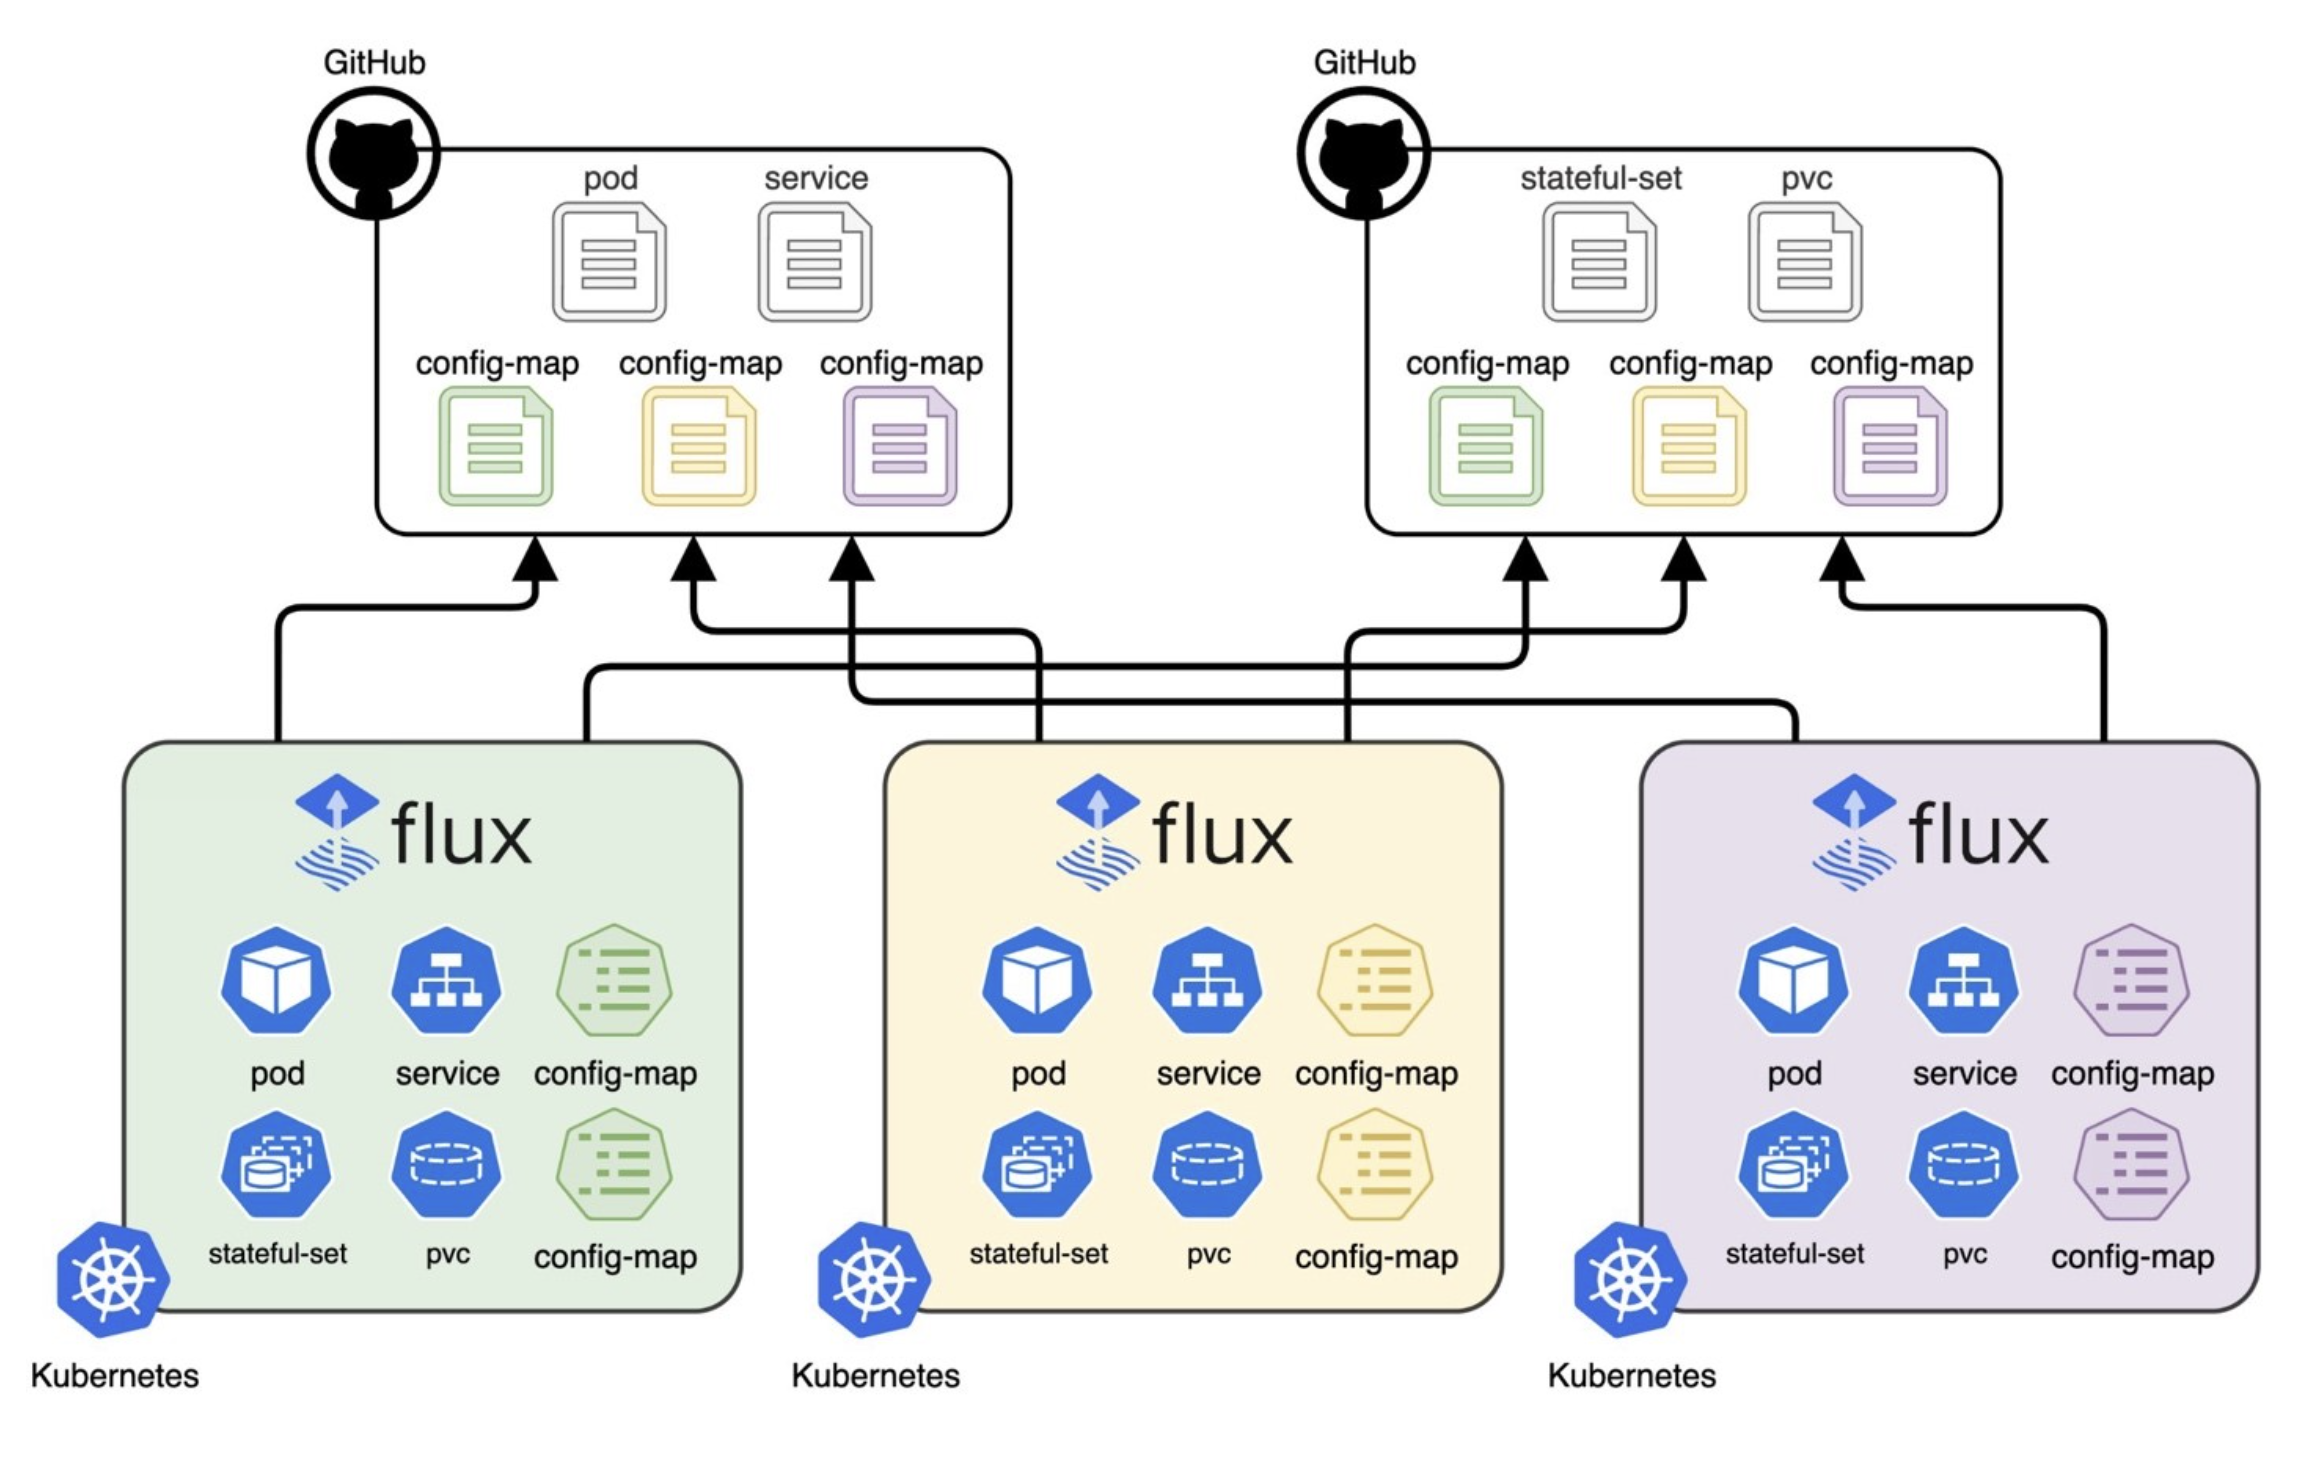 GitHub
GitHub
pod service
stateful-set pvc
config-map config-map config-map
config-map config-map config-map
flux
pod service config-map
stateful-set pvc config-map
Kubernetes
flux
pod service config-map
stateful-set pvc config-map
Kubernetes
flux
pod service config-map
stateful-set pvc config-map
Kubernetes